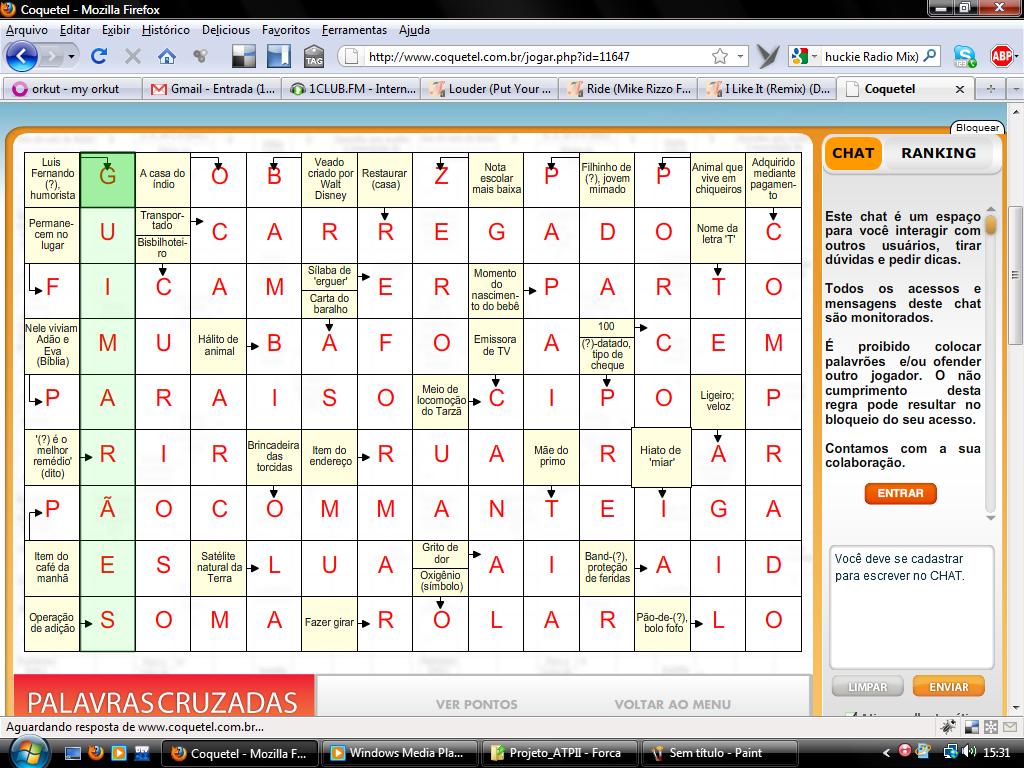 Coquetel - Mozilla Firefox
Arquivo Editar Exibir Histórico Delicious Favoritos Ferramentas Ajuda
TAG http://www.coquetel.com.br/jogar.php?id=11647 huckie Radio Mix) ABP
orkut - my orkut Gmail - Entrada (1... 1CLUB.FM - Intern... Louder (Put Your ... Ride (Mike Rizzo F... I Like It (Remix) (D... Coquetel
Bloquear
CHAT RANKING
Luis Fernando (?), humorista G A casa do índio O B Veado criado por Walt Disney Restaurar (casa) Z Nota escolar mais baixa P Filhinho de (?), jovem mimado P Animal que vive em chiqueiros Adquirido mediante pagamento
Permanecem no lugar U Transportado Bisbilhoteiro C A R R E G A D O Nome da letra 'T' C
F I C A M Sílaba de 'erguer' Carta do baralho E R Momento do nascimento do bebê P A R T O
Nele viviam Adão e Eva (Bíblia) M U Hálito de animal B A F O Emissora de TV A 100 (?)-datado, tipo de cheque C E M
P A R A I S O Meio de locomoção do Tarzã C I P O Ligeiro; veloz P
'(?) é o melhor remédio' (dito) R I R Brincadeira das torcidas Item do endereço R U A Mãe do primo R Hiato de 'miar' A R
P Ã O C O M M A N T E I G A
Item do café da manhã E S Satélite natural da Terra L U A Grito de dor Oxigênio (símbolo) A I Band-(?), proteção de feridas A I D
Operação de adição S O M A Fazer girar R O L A R Pão-de-(?), bolo fofo L O
Este chat é um espaço
para você interagir com
outros usuários, tirar
dúvidas e pedir dicas.
Todos os acessos e
mensagens deste chat
são monitorados.
É proibido colocar
palavrões e/ou ofender
outro jogador. O não
cumprimento desta
regra pode resultar no
bloqueio do seu acesso.
Contamos com a sua
colaboração.
ENTRAR
Você deve se cadastrar
para escrever no CHAT.
LIMPAR ENVIAR
PALAVRAS CRUZADAS VER PONTOS VOLTAR AO MENU
Aguardando resposta de www.coquetel.com.br...
Coquetel - Mozilla F... Windows Media Pla... Projeto_ATPII - Forca Sem título - Paint 15:31